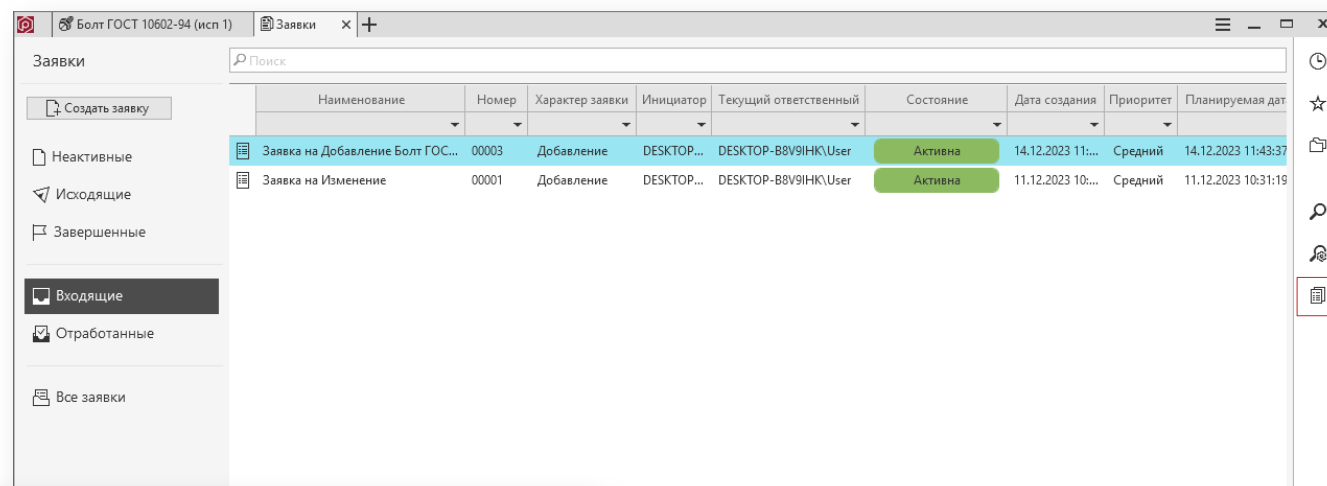 Болт ГОСТ 10602-94 (исп 1) Заявки
Заявки
Поиск
Создать заявку
Неактивные
Исходящие
Завершенные
Входящие
Отработанные
Все заявки
Наименование Номер Характер заявки Инициатор Текущий ответственный Состояние Дата создания Приоритет Планируемая дат
Заявка на Добавление Болт ГОС... 00003 Добавление DESKTOP... DESKTOP-B8V9IHK\User Активна 14.12.2023 11:... Средний 14.12.2023 11:43:37
Заявка на Изменение 00001 Добавление DESKTOP... DESKTOP-B8V9IHK\User Активна 11.12.2023 10:... Средний 11.12.2023 10:31:19